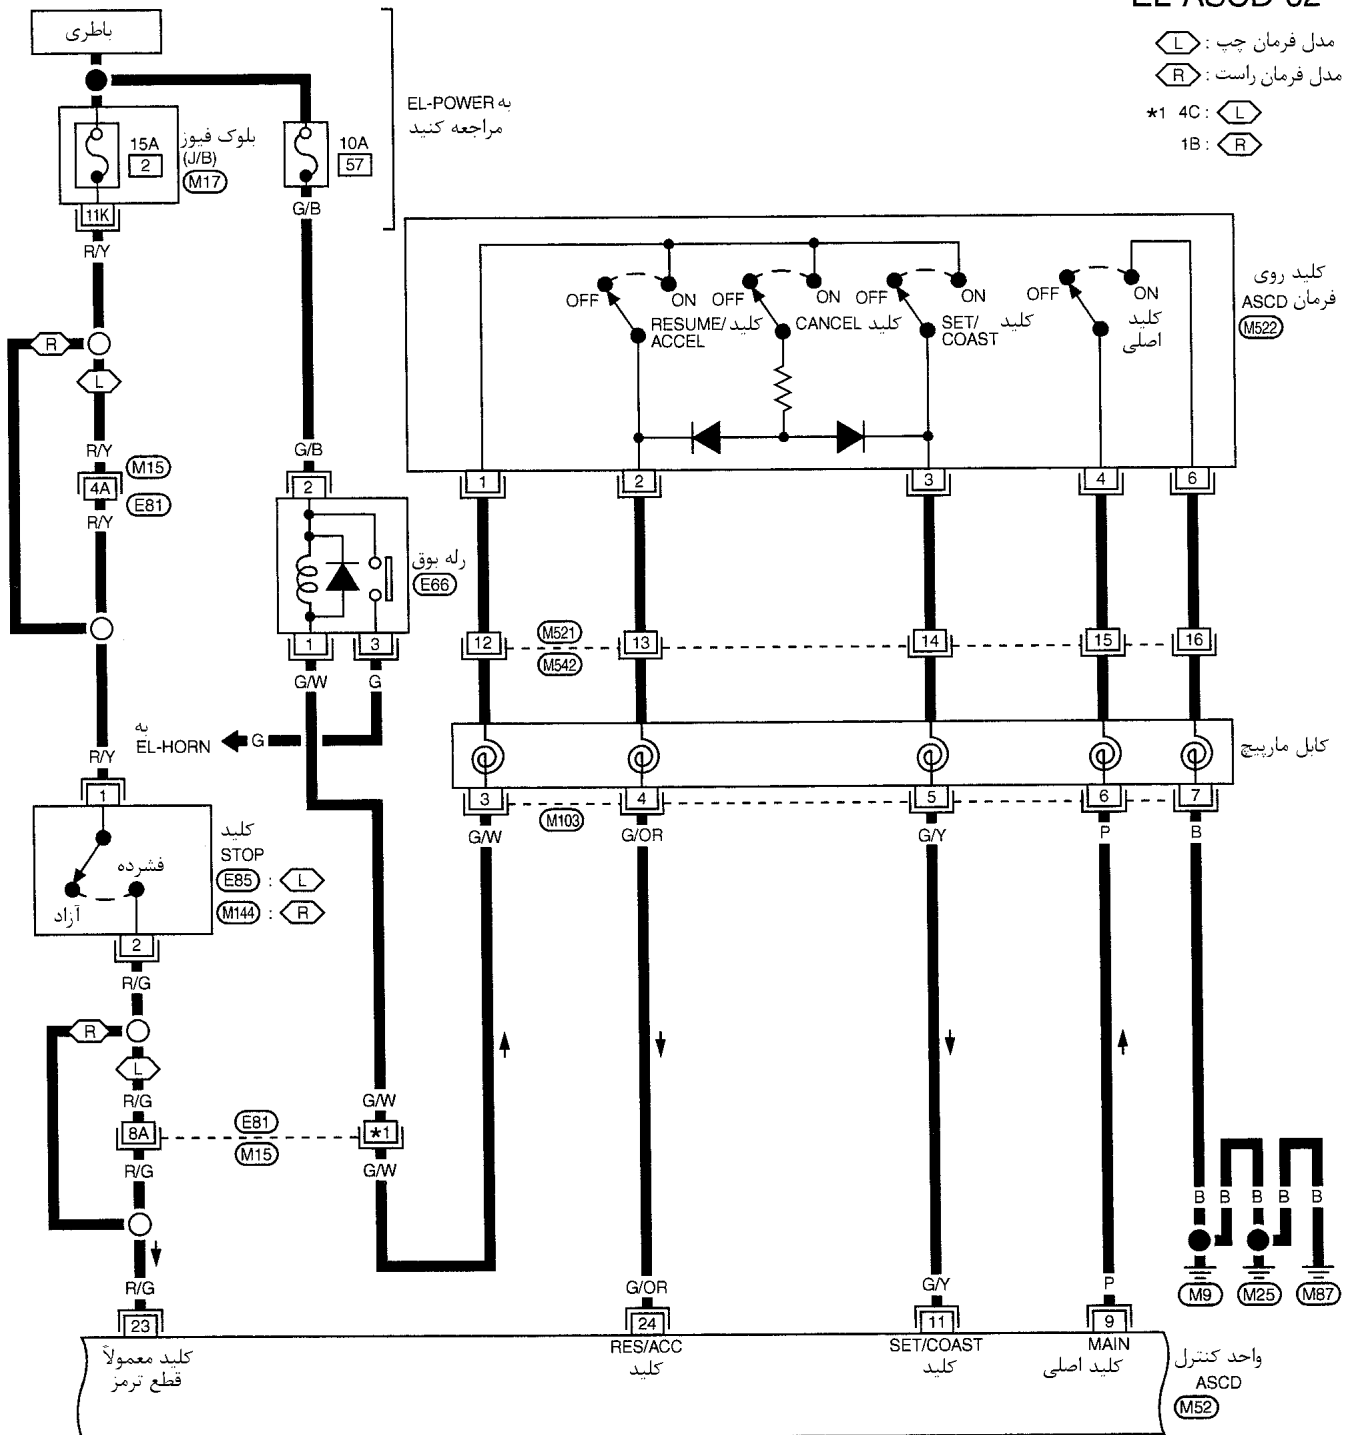 EL-ASCD-02
مدل فرمان چپ : L
مدل فرمان راست : R
*1 4C : L
1B : R
باطری
15A
2
بلوک فیوز
(J/B)
M17
11K
R/Y
10A
57
G/B
به EL-POWER
مراجعه کنید
R
L
R/Y
4A
M15
E81
R/Y
G/B
2
رله بوق
E66
1
3
G/W
G
به
EL-HORN
G
R/Y
1
کلید
STOP
E85 : L
M144 : R
فشرده
آزاد
2
R/G
R
L
R/G
8A
E81
M15
R/G
G/W
*1
G/W
R/G
23
کلید معمولاً
قطع ترمز
OFF
ON
OFF
ON
OFF
ON
OFF
ON
کلید RESUME/
ACCEL
کلید CANCEL
کلید SET/
COAST
کلید
اصلی
کلید روی
فرمان ASCD
M522
1
2
3
4
6
12
M521
M542
13
14
15
16
کابل مارپیچ
3
M103
4
5
6
7
G/W
G/OR
G/Y
P
B
B
B
B
B
B
M9
M25
M87
G/OR
G/Y
P
24
11
9
RES/ACC
کلید
SET/COAST
کلید
MAIN
کلید اصلی
واحد کنترل
ASCD
M52